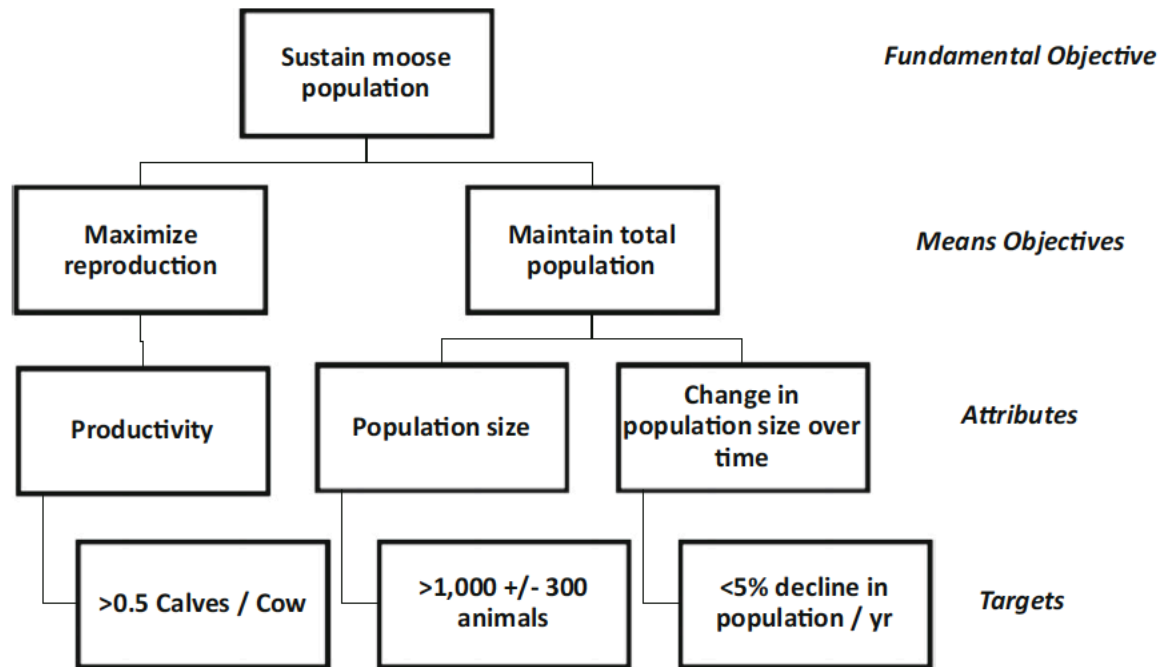 Sustain moose
population
Fundamental Objective
Maximize
reproduction
Maintain total
population
Means Objectives
Productivity
Population size
Change in
population size over
time
Attributes
>0.5 Calves / Cow
>1,000 +/- 300
animals
<5% decline in
population / yr
Targets